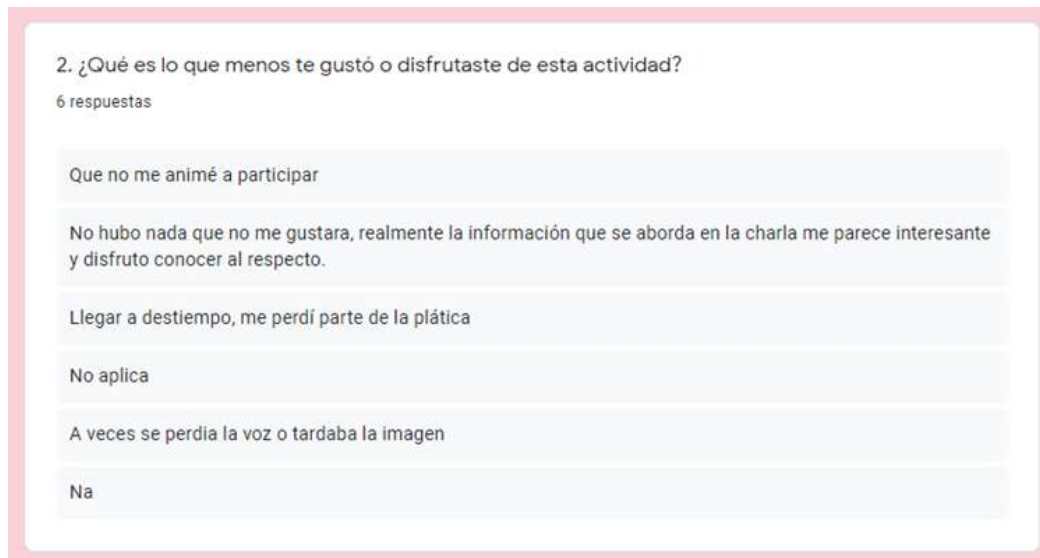 2. ¿Qué es lo que menos te gustó o disfrutaste de esta actividad?
6 respuestas
Que no me animé a participar
No hubo nada que no me gustara, realmente la información que se aborda en la charla me parece interesante
y disfruto conocer al respecto.
Llegar a destiempo, me perdí parte de la plática
No aplica
A veces se perdia la voz o tardaba la imagen
Na